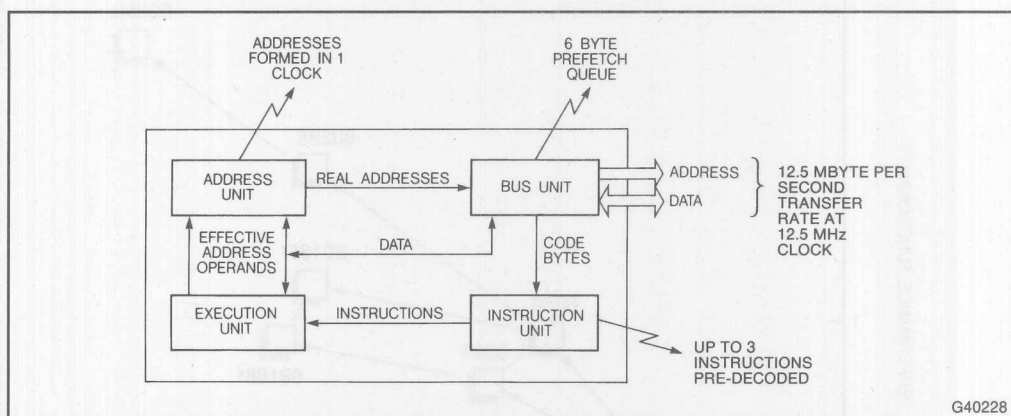 ADDRESSES
FORMED IN 1
CLOCK
6 BYTE
PREFETCH
QUEUE
ADDRESS
UNIT
REAL ADDRESSES
BUS UNIT
ADDRESS
DATA
12.5 MBYTE PER
SECOND
TRANSFER
RATE AT
12.5 MHz
CLOCK
EFFECTIVE
ADDRESS
OPERANDS
DATA
CODE
BYTES
EXECUTION
UNIT
INSTRUCTIONS
INSTRUCTION
UNIT
UP TO 3
INSTRUCTIONS
PRE-DECODED
G40228